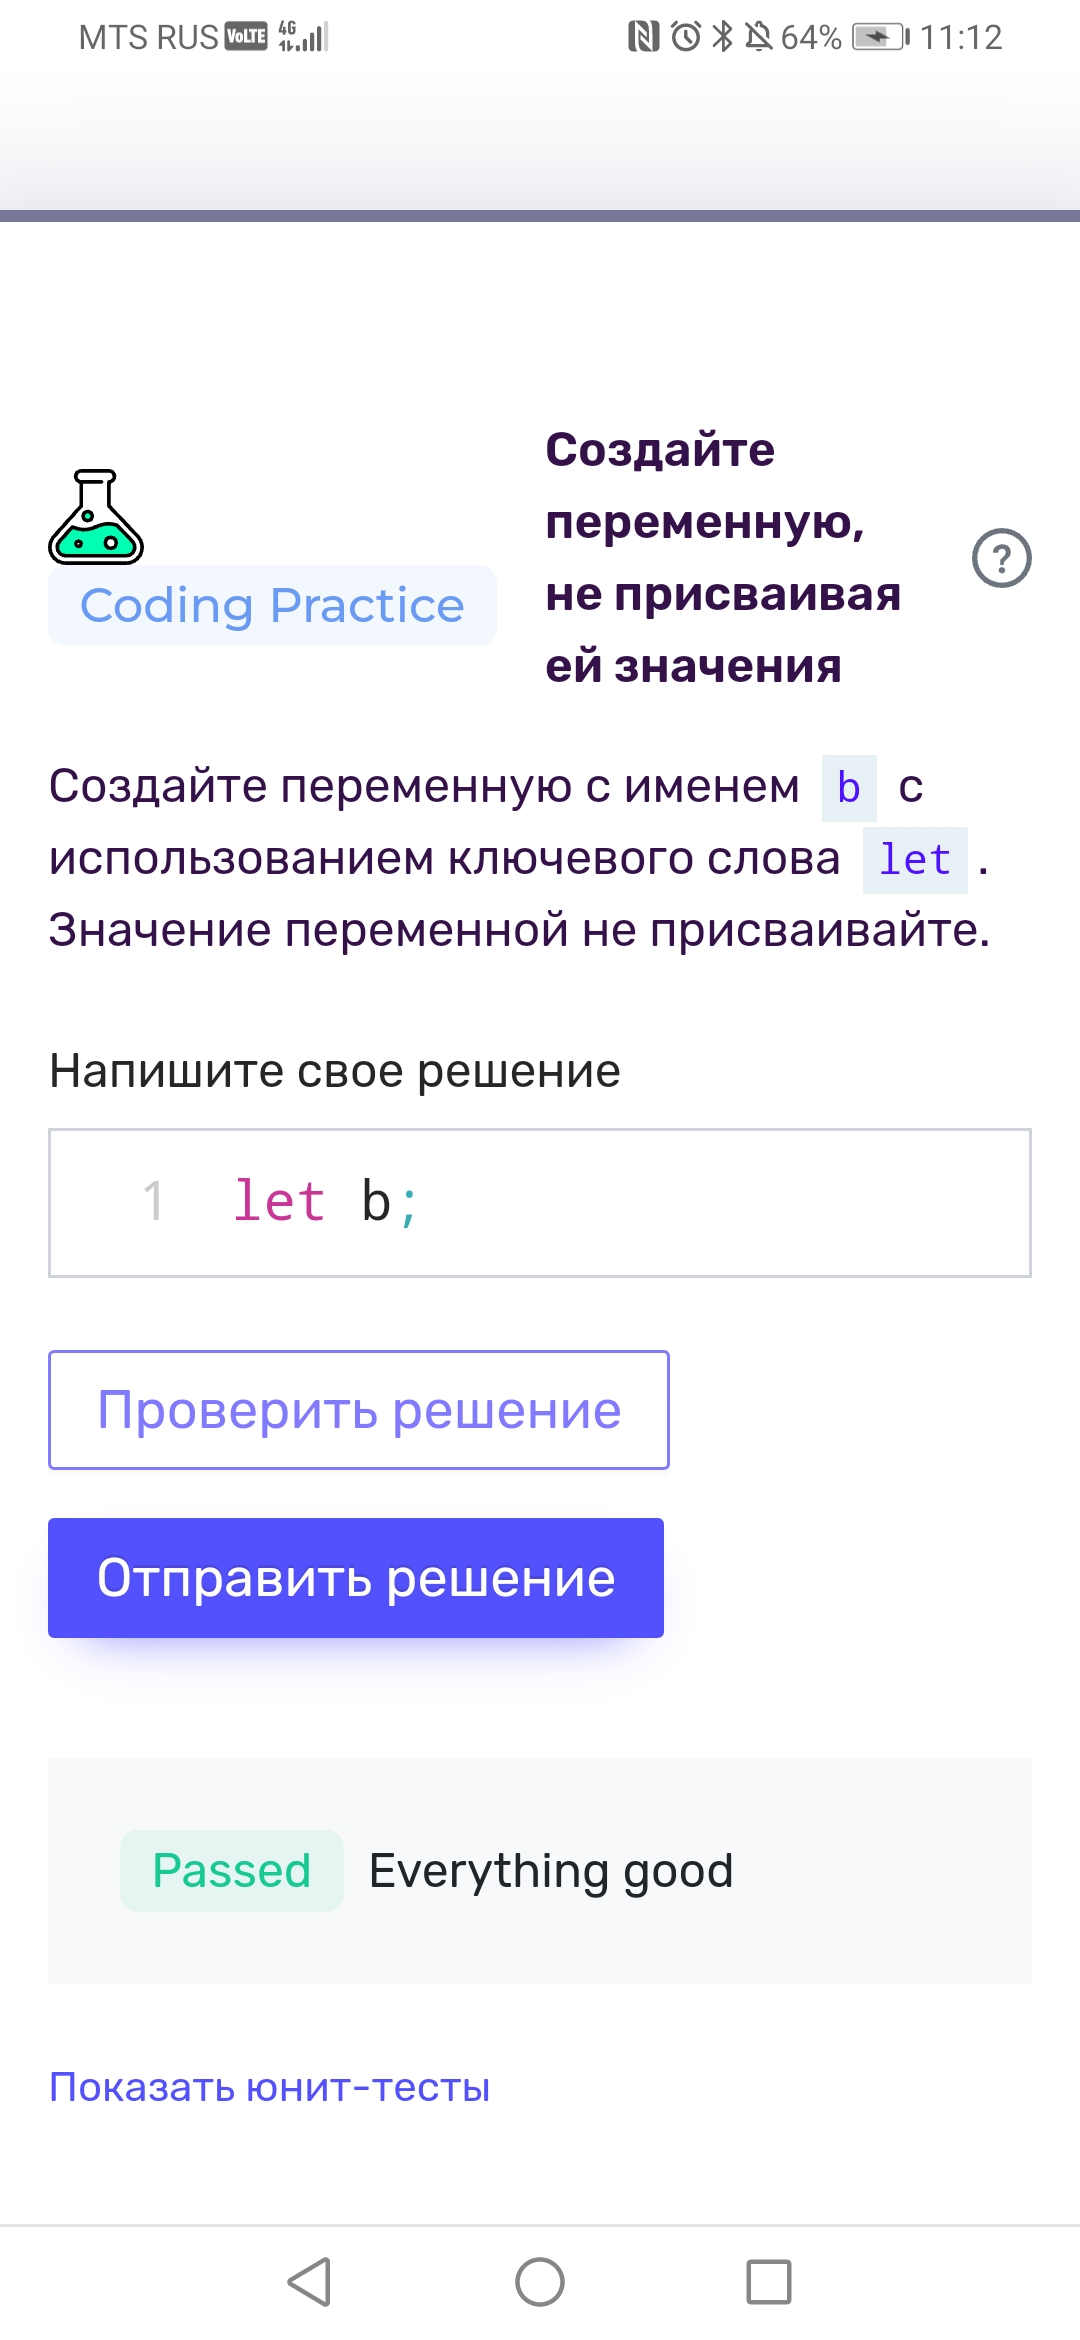 MTS RUS VoLTE 4G 64% 11:12
Coding Practice
Создайте
переменную,
не присваивая
ей значения
?
Создайте переменную с именем b с
использованием ключевого слова let .
Значение переменной не присваивайте.
Напишите свое решение
1 let b;
Проверить решение
Отправить решение
Passed Everything good
Показать юнит-тесты